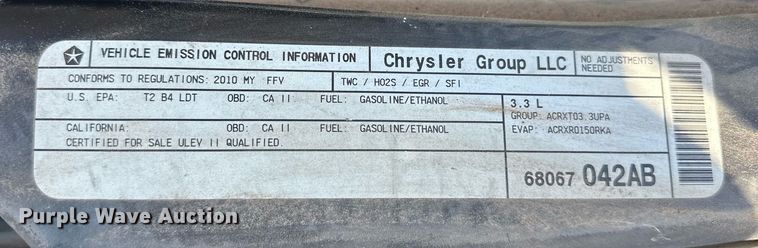 VEHICLE EMISSION CONTROL INFORMATION
Chrysler Group LLC
NO ADJUSTMENTS
NEEDED
CONFORMS TO REGULATIONS: 2010 MY FFV
TWC / HO2S / EGR / SFI
U.S. EPA: T2 B4 LDT OBD: CA II FUEL: GASOLINE/ETHANOL
3.3 L
GROUP: ACRXT03.3UPA
EVAP: ACRXR0150RKA
CALIFORNIA: OBD: CA II FUEL: GASOLINE/ETHANOL
CERTIFIED FOR SALE ULEV II QUALIFIED.
68067 042AB
Purple Wave Auction